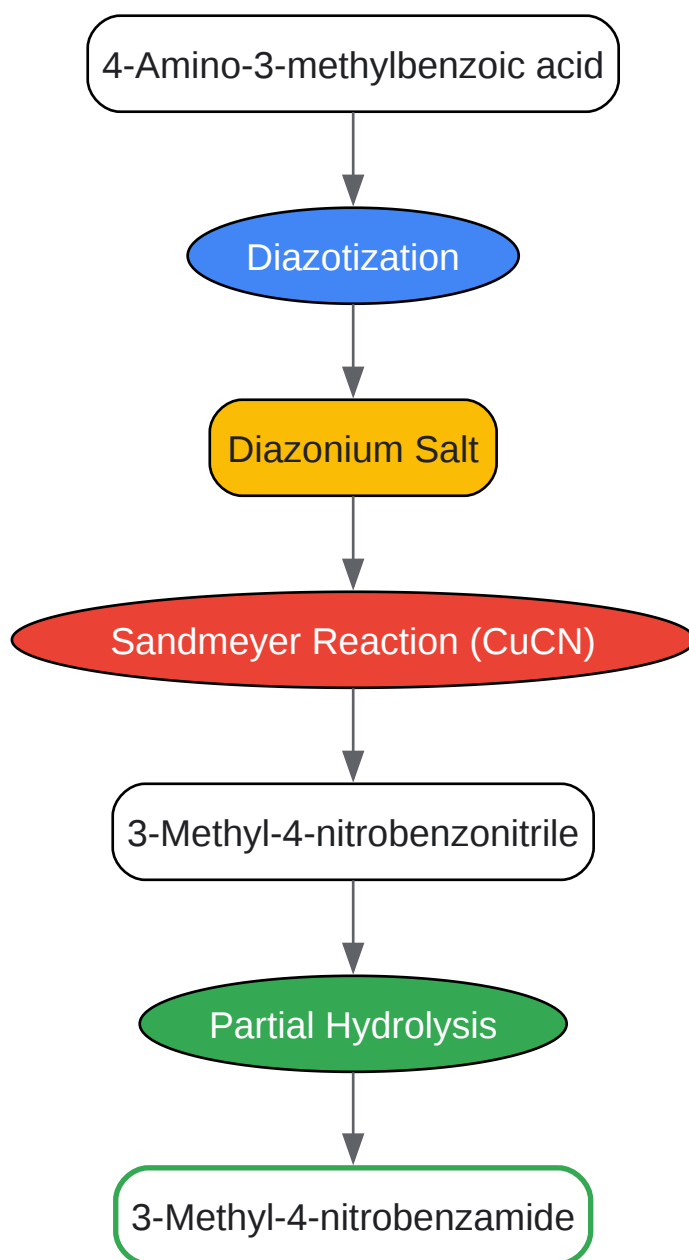 4-Amino-3-methylbenzoic acid
Diazotization
Diazonium Salt
Sandmeyer Reaction (CuCN)
3-Methyl-4-nitrobenzonitrile
Partial Hydrolysis
3-Methyl-4-nitrobenzamide